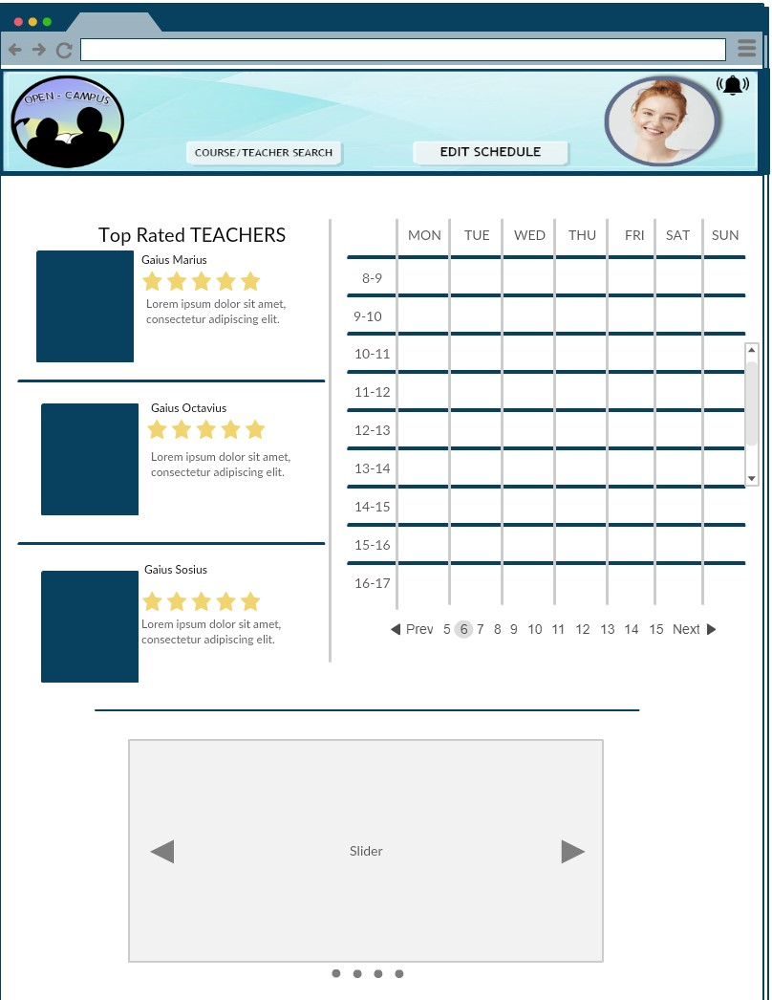 OPEN - CAMPUS
COURSE/TEACHER SEARCH
EDIT SCHEDULE
Top Rated TEACHERS
Gaius Marius
Lorem ipsum dolor sit amet,
consectetur adipiscing elit.
Gaius Octavius
Lorem ipsum dolor sit amet,
consectetur adipiscing elit.
Gaius Sosius
Lorem ipsum dolor sit amet,
consectetur adipiscing elit.
MON TUE WED THU FRI SAT SUN
8-9
9-10
10-11
11-12
12-13
13-14
14-15
15-16
16-17
Prev 5 6 7 8 9 10 11 12 13 14 15 Next
Slider